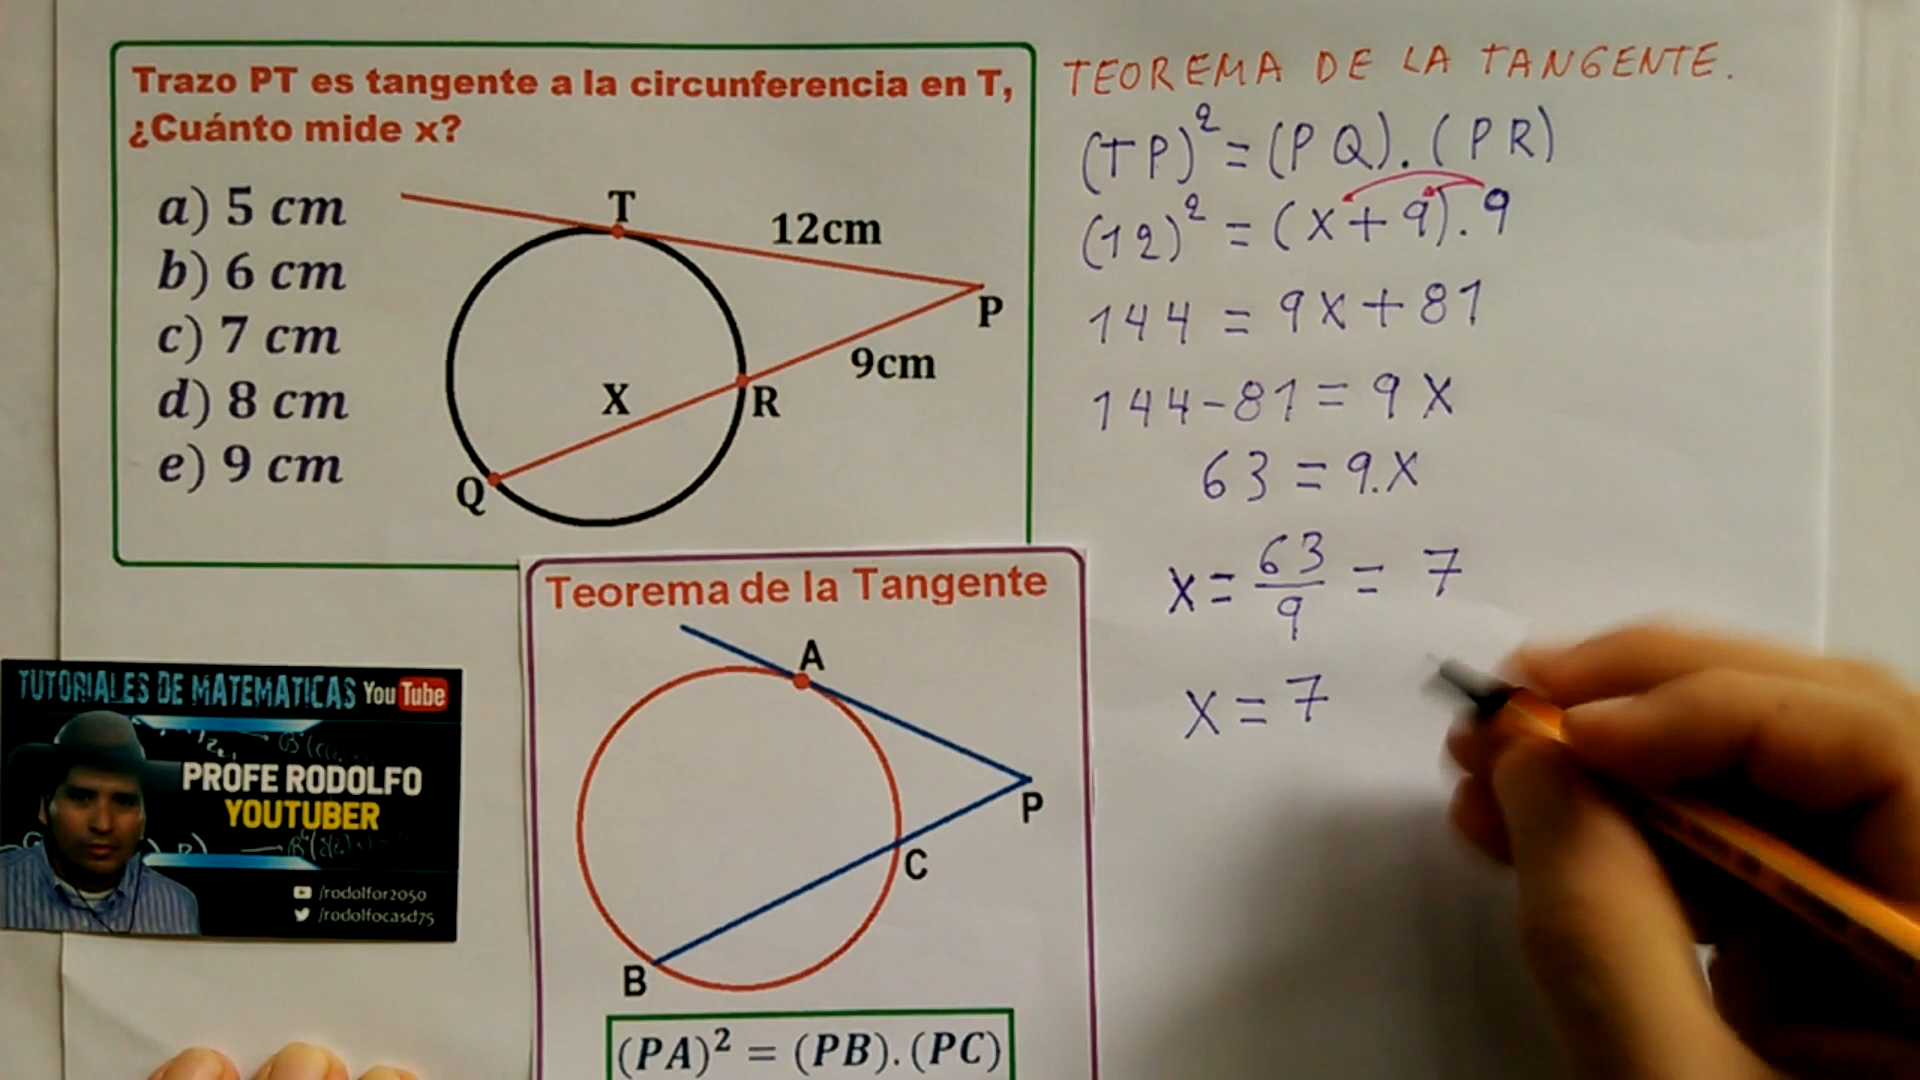 Trazo PT es tangente a la circunferencia en T,
¿Cuánto mide x?
a) 5 cm
b) 6 cm
c) 7 cm
d) 8 cm
e) 9 cm
T
12cm
P
9cm
X
R
Q
TEOREMA DE LA TANGENTE.
(TP)² = (PQ).(PR)
(12)² = (x+9).9
144 = 9x+81
144-81 = 9x
63 = 9.x
x = 63/9 = 7
x = 7
Teorema de la Tangente
A
P
C
B
(PA)² = (PB).(PC)
TUTORIALES DE MATEMATICAS YouTube
PROFE RODOLFO
YOUTUBER
/rodolfor2050
/rodolfocasd75